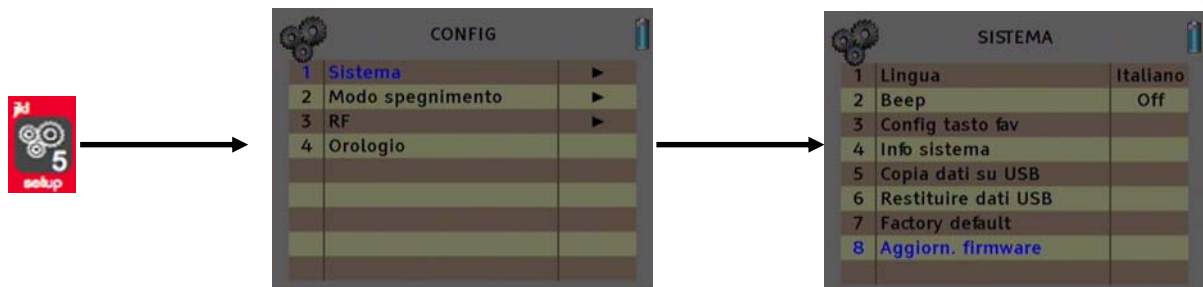 jkl
5
setup
CONFIG
1 Sistema ►
2 Modo spegnimento ►
3 RF ►
4 Orologio
SISTEMA
1 Lingua Italiano
2 Beep Off
3 Config tasto fav
4 Info sistema
5 Copia dati su USB
6 Restituire dati USB
7 Factory default
8 Aggiorn. firmware